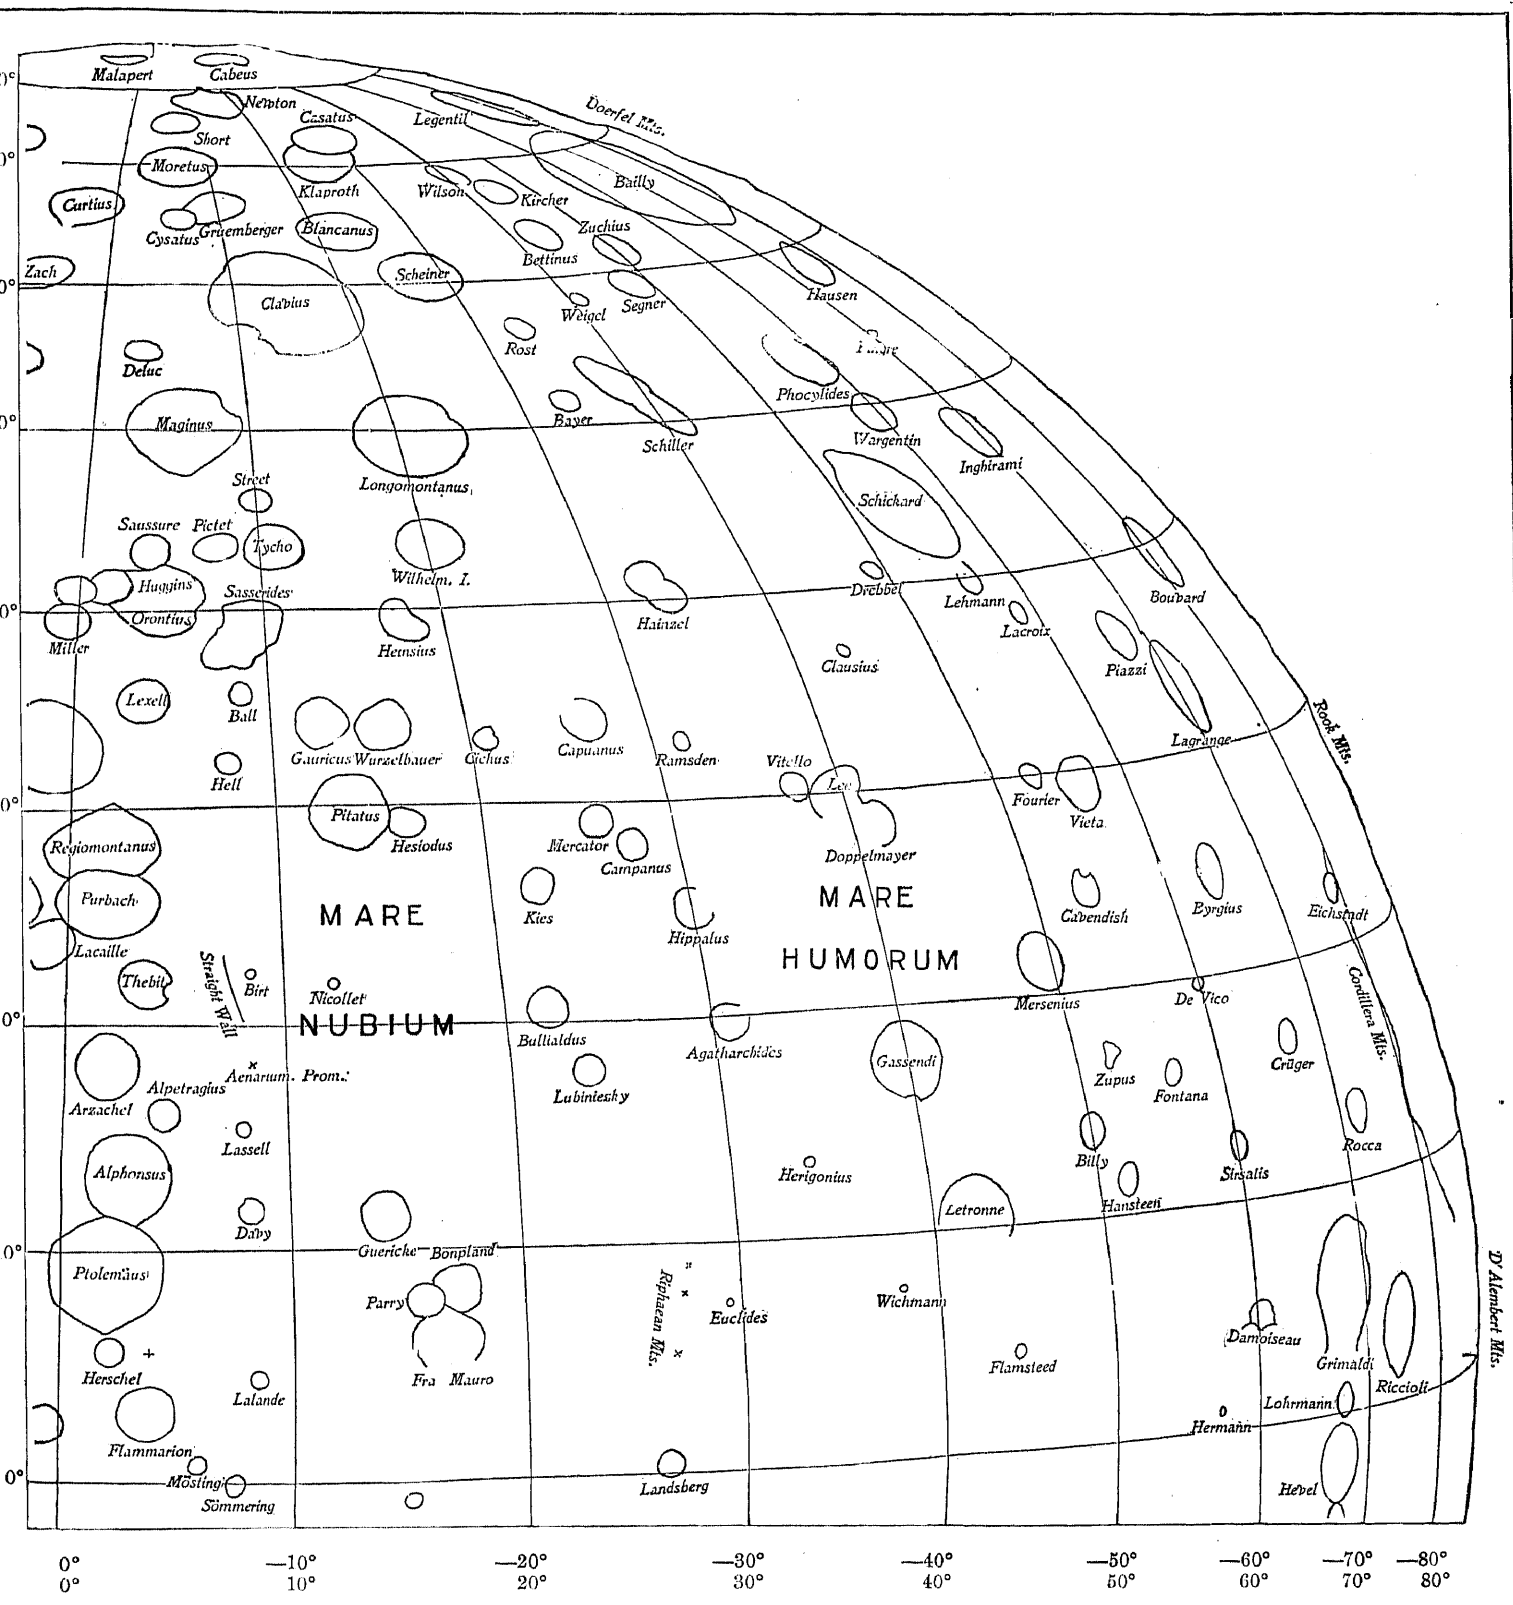 Malapert
Cabeus
Newton
Casatus
Legentil
Doerfel Mts.
Short
Moretus
Klaproth
Wilson
Kircher
Bailly
Curtius
Cysatus
Gruemberger
Blancanus
Zuchius
Bettinus
Zach
Scheiner
Clavius
Weigel
Segner
Hausen
Rost
Deluc
Phocylides
Maginus
Bayer
Schiller
Wargentin
Inghirami
Street
Longomontanus
Schickard
Saussure
Pictet
Tycho
Wilhelm. I.
Huggins
Sasserides
Drebbel
Lehmann
Bouvard
Orontius
Miller
Heinsius
Hainzel
Lacroix
Clausius
Piazzi
Lexell
Ball
Gauricus
Wurzelbauer
Cichus
Capuanus
Ramsden
Lagrange
Rook Mts.
Hell
Vitello
Lee
Fourier
Vieta
Pitatus
Hesiodus
Mercator
Campanus
Doppelmayer
Regiomontanus
Purbach
MARE
Kies
Hippalus
MARE
Cavendish
Byrgius
Eichstadt
Lacaille
HUMORUM
Thebit
Straight Wall
Birt
Nicollet
Mersenius
De Vico
Cordillera Mts.
NUBIUM
Bullialdus
Agatharchides
Gassendi
Crüger
Aenarium. Prom.
Alpetragius
Arzachel
Lubiniesky
Zupus
Fontana
Lassell
Billy
Rocca
Alphonsus
Herigonius
Sirsalis
Hansteen
Letronne
Davy
Guericke
Bonpland
Ptolemäus
Parry
Riphaean Mts.
Euclides
Wichmann
D'Alembert Mts.
Damoiseau
Herschel
Fra Mauro
Flamsteed
Grimaldi
Riccioli
Lalande
Lohrmann
Hermann
Flammarion
Mösting
Sömmering
Landsberg
Hevel
0° —10° —20° —30° —40° —50° —60° —70° —80°
0° 10° 20° 30° 40° 50° 60° 70° 80°